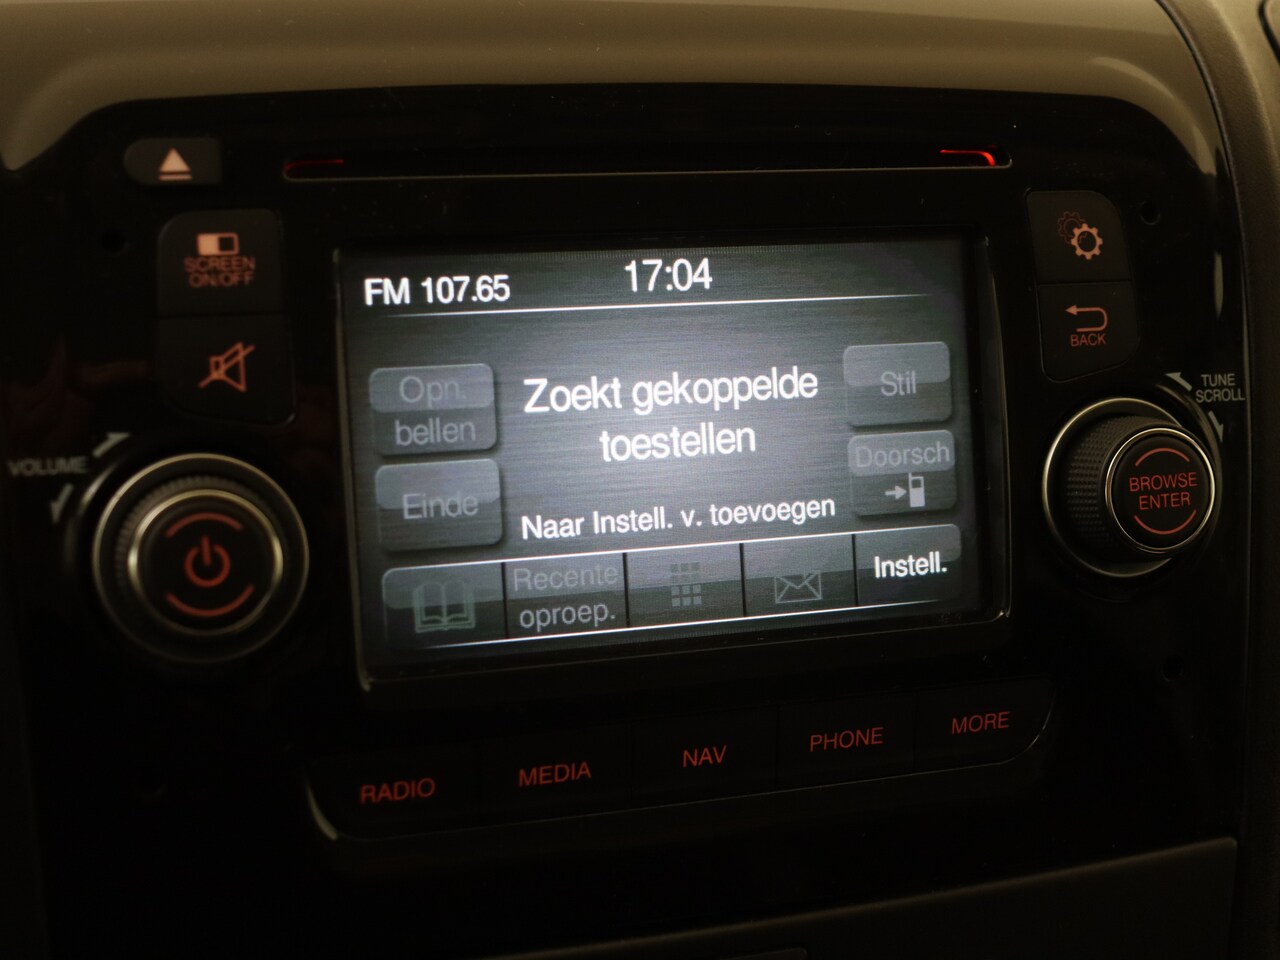 SCREEN
ON/OFF
VOLUME
FM 107.65
17:04
Opn.
bellen
Einde
Zoekt gekoppelde
toestellen
Naar Instell. v. toevoegen
Stil
Doorsch
Recente
oproep.
Instell.
BACK
TUNE
SCROLL
BROWSE
ENTER
RADIO
MEDIA
NAV
PHONE
MORE